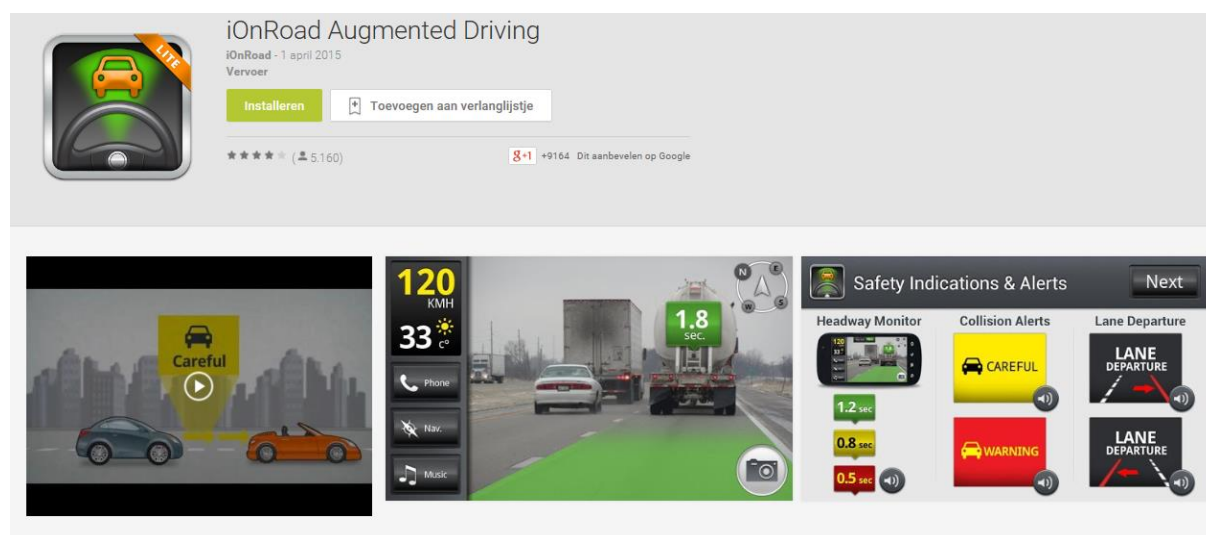 iOnRoad Augmented Driving
iOnRoad - 1 april 2015
Vervoer
LITE
Installeren
Toevoegen aan verlanglijstje
(5.160)
g+1 +9164 Dit aanbevelen op Google
Careful
120
KMH
33 c°
Phone
Nav.
Music
1.8
sec.
N
E
W
S
Safety Indications & Alerts
Next
Headway Monitor
Collision Alerts
Lane Departure
1.2 sec
0.8 sec
0.5 sec
CAREFUL
WARNING
LANE
DEPARTURE
LANE
DEPARTURE